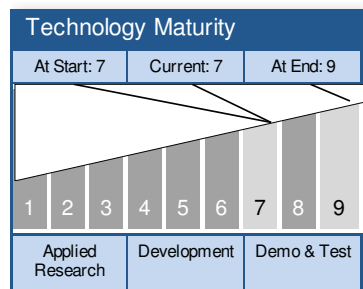 Technology Maturity
At Start: 7 Current: 7 At End: 9
1 2 3 4 5 6 7 8 9
Applied Research Development Demo & Test